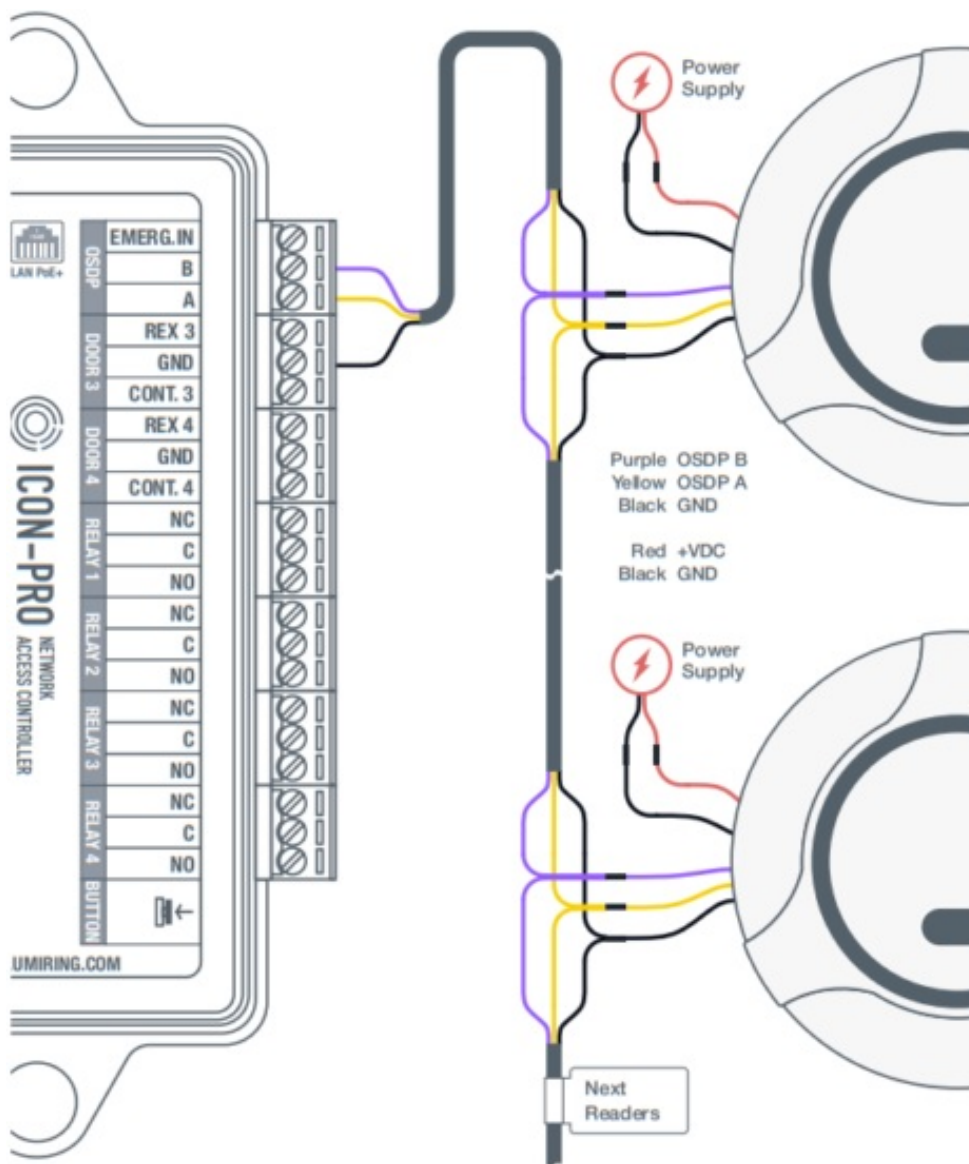 LAN PoE+
OSDP
EMERG.IN
B
A
DOOR 3
REX 3
GND
CONT. 3
DOOR 4
REX 4
GND
CONT. 4
RELAY 1
NC
C
NO
RELAY 2
NC
C
NO
RELAY 3
NC
C
NO
RELAY 4
NC
C
NO
BUTTON
ICON-PRO
NETWORK
ACCESS CONTROLLER
UMIRING.COM
Power
Supply
Purple OSDP B
Yellow OSDP A
Black GND
Red +VDC
Black GND
Power
Supply
Next
Readers